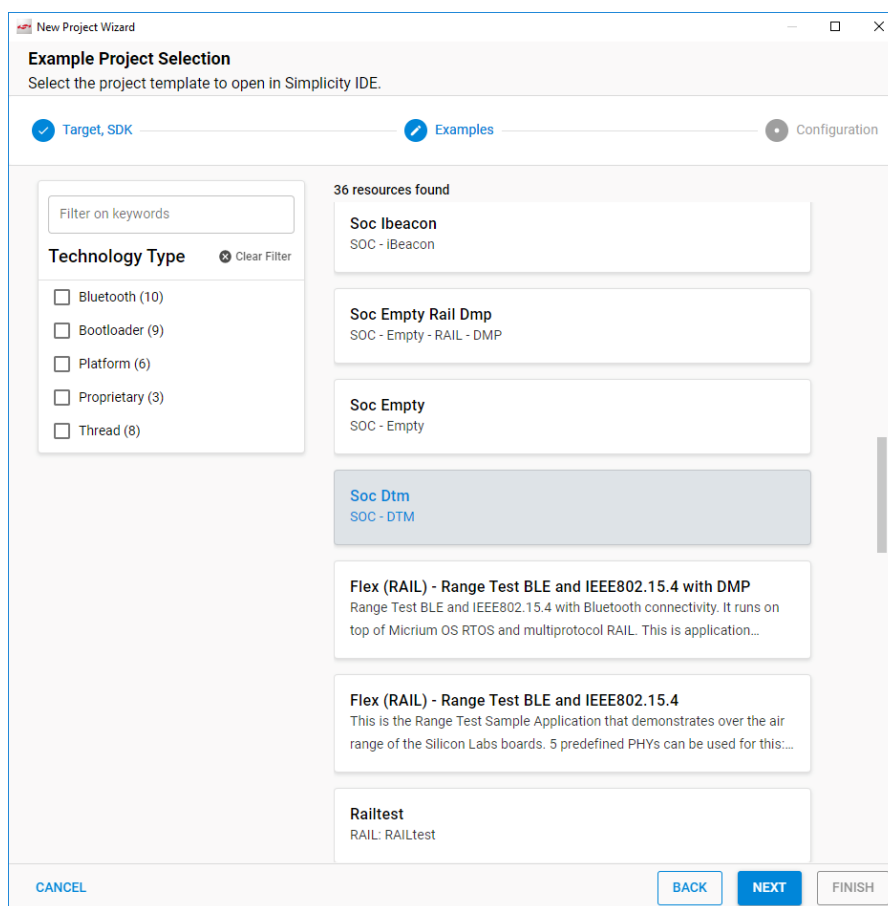 New Project Wizard
Example Project Selection
Select the project template to open in Simplicity IDE.
Target, SDK
Examples
Configuration
Filter on keywords
Technology Type
Clear Filter
Bluetooth (10)
Bootloader (9)
Platform (6)
Proprietary (3)
Thread (8)
36 resources found
Soc Ibeacon
SOC - iBeacon
Soc Empty Rail Dmp
SOC - Empty - RAIL - DMP
Soc Empty
SOC - Empty
Soc Dtm
SOC - DTM
Flex (RAIL) - Range Test BLE and IEEE802.15.4 with DMP
Range Test BLE and IEEE802.15.4 with Bluetooth connectivity. It runs on
top of Micrium OS RTOS and multiprotocol RAIL. This is application...
Flex (RAIL) - Range Test BLE and IEEE802.15.4
This is the Range Test Sample Application that demonstrates over the air
range of the Silicon Labs boards. 5 predefined PHYs can be used for this:...
Railtest
RAIL: RAILtest
CANCEL
BACK
NEXT
FINISH